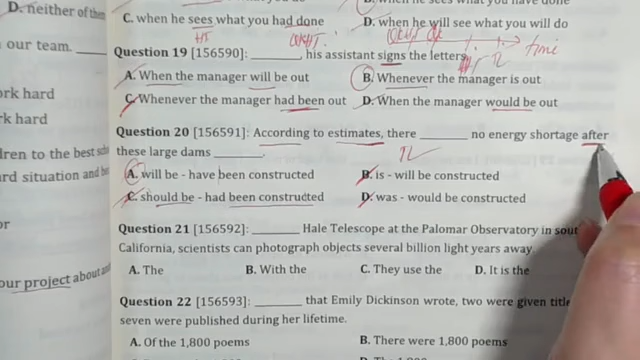 D. neither of them
C. when he sees what you had done D. when he will see what you will do
HT
time
our team.
Question 19 [156590]: ________, his assistant signs the letters.
A. When the manager will be out B. Whenever the manager is out
ork hard
C. Whenever the manager had been out D. When the manager would be out
rk hard
Question 20 [156591]: According to estimates, there ________ no energy shortage after
dren to the best
these large dams ________.
TL
ard situation and
A. will be - have been constructed B. is - will be constructed
C. should be - had been constructed D. was - would be constructed
or
Question 21 [156592]: ________ Hale Telescope at the Palomar Observatory in
California, scientists can photograph objects several billion light years away.
our project about
A. The B. With the C. They use the D. It is the
Question 22 [156593]: ________ that Emily Dickinson wrote, two were given
seven were published during her lifetime.
A. Of the 1,800 poems B. There were 1,800 poems